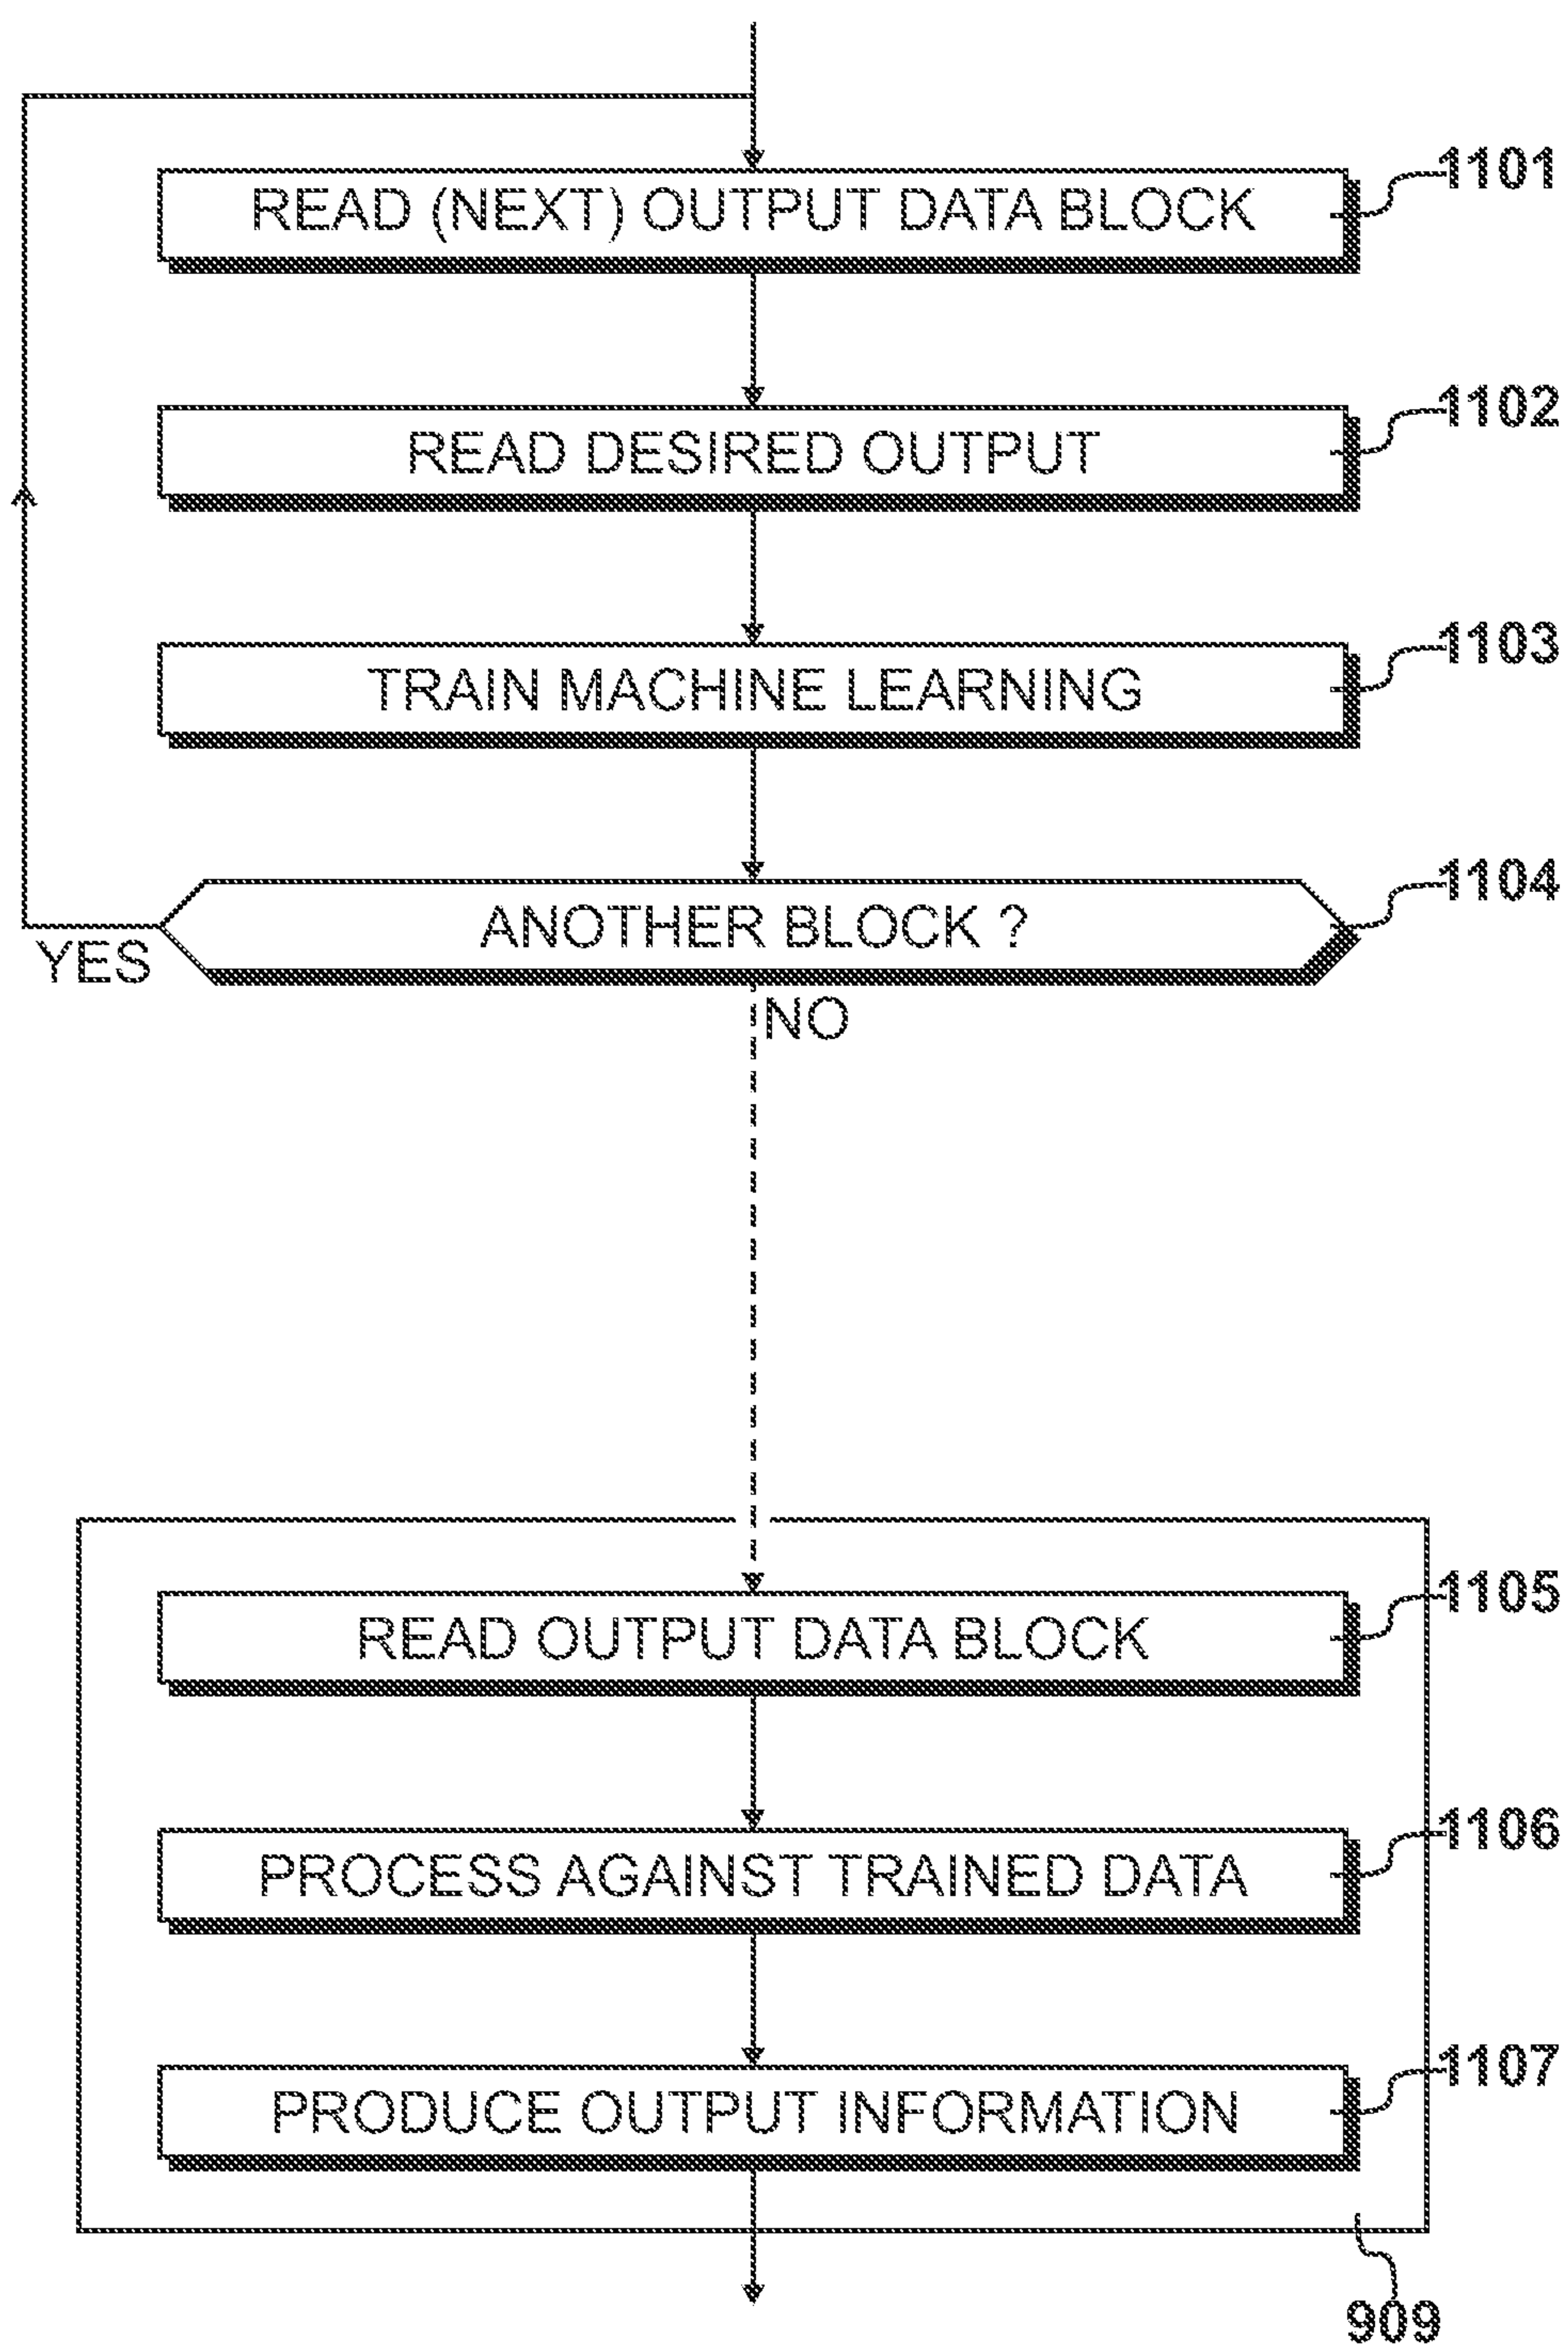 1101
READ (NEXT) OUTPUT DATA BLOCK
1102
READ DESIRED OUTPUT
1103
TRAIN MACHINE LEARNING
1104
ANOTHER BLOCK ?
YES
NO
1105
READ OUTPUT DATA BLOCK
1106
PROCESS AGAINST TRAINED DATA
1107
PRODUCE OUTPUT INFORMATION
909